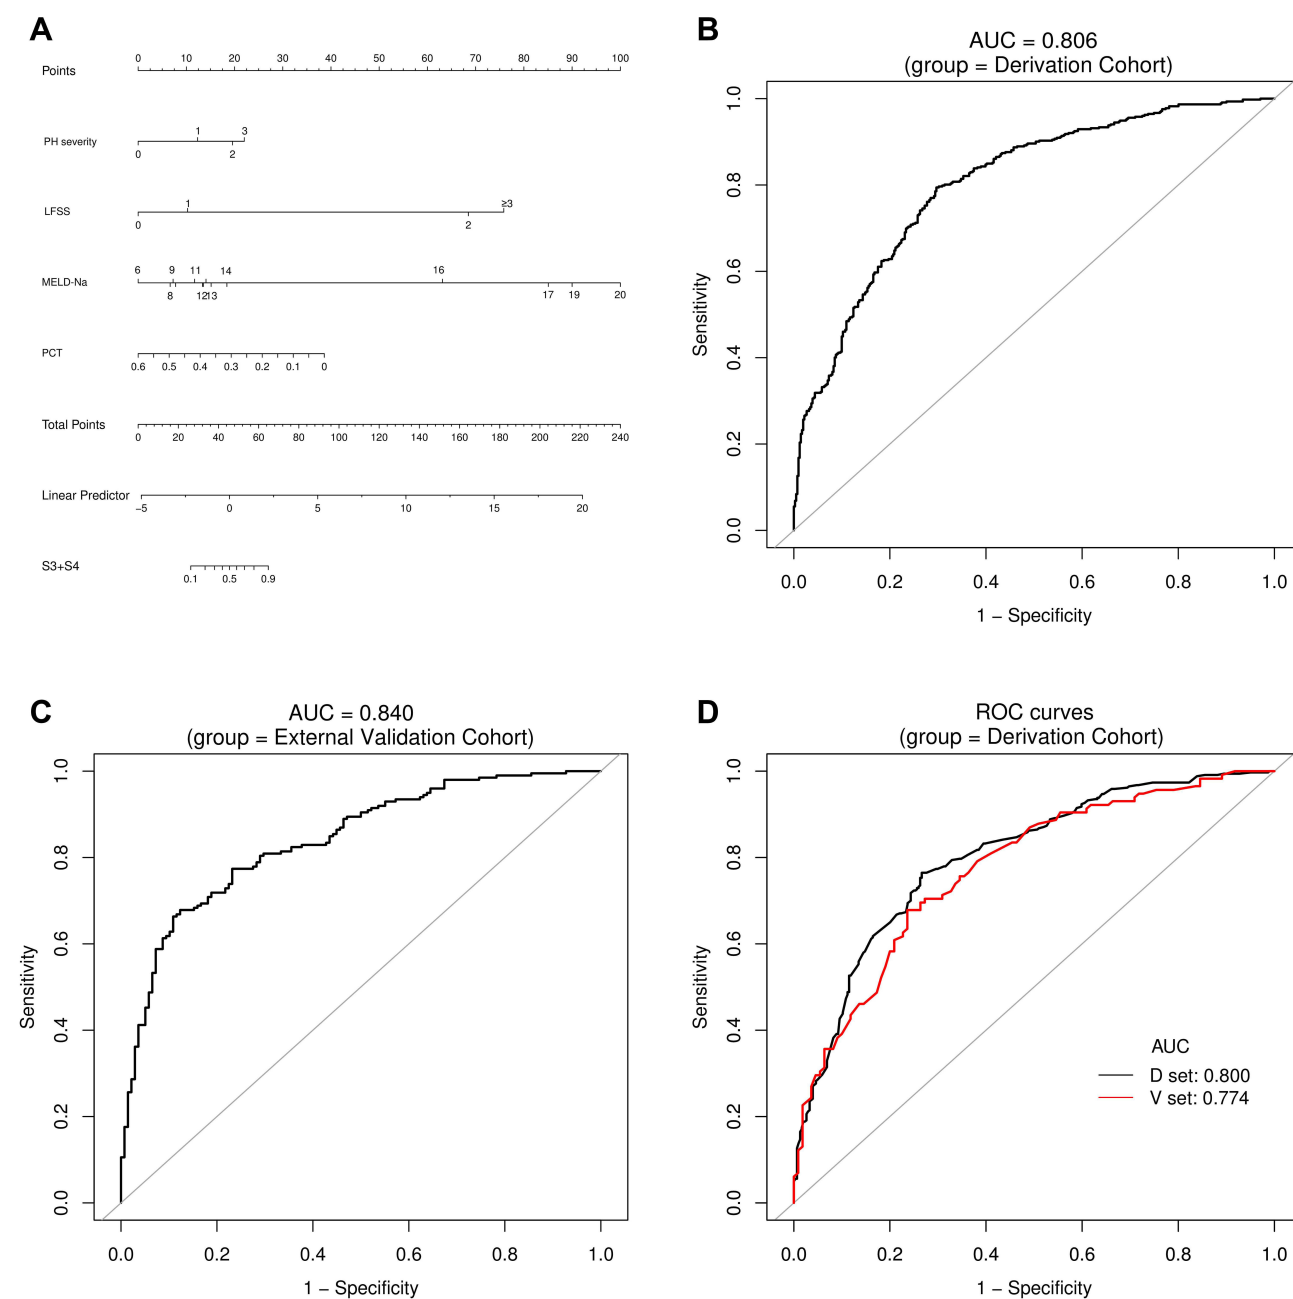 A
Points
0 10 20 30 40 50 60 70 80 90 100
PH severity
1 3
0 2
LFSS
1 ≥3
0 2
MELD-Na
6 9 11 14 16
8 1213 17 19 20
PCT
0.6 0.5 0.4 0.3 0.2 0.1 0
Total Points
0 20 40 60 80 100 120 140 160 180 200 220 240
Linear Predictor
−5 0 5 10 15 20
S3+S4
0.1 0.5 0.9
B
AUC = 0.806
(group = Derivation Cohort)
Sensitivity
1.0
0.8
0.6
0.4
0.2
0.0
0.0 0.2 0.4 0.6 0.8 1.0
1 − Specificity
C
AUC = 0.840
(group = External Validation Cohort)
Sensitivity
1.0
0.8
0.6
0.4
0.2
0.0
0.0 0.2 0.4 0.6 0.8 1.0
1 − Specificity
D
ROC curves
(group = Derivation Cohort)
Sensitivity
1.0
0.8
0.6
0.4
0.2
0.0
AUC
D set: 0.800
V set: 0.774
0.0 0.2 0.4 0.6 0.8 1.0
1 − Specificity